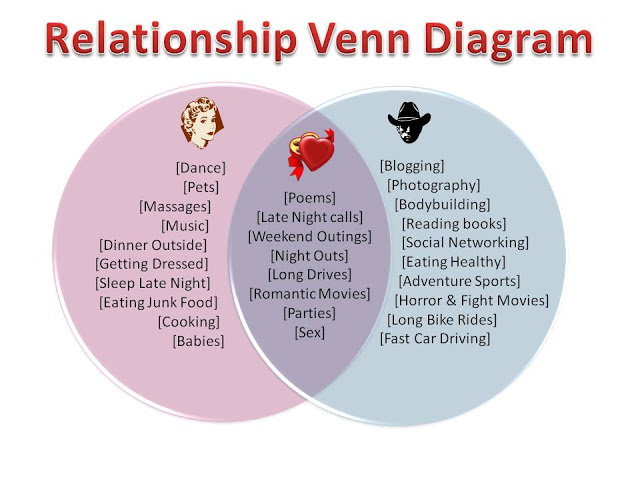 Relationship Venn Diagram
[Dance]
[Pets]
[Massages]
[Music]
[Dinner Outside]
[Getting Dressed]
[Sleep Late Night]
[Eating Junk Food]
[Cooking]
[Babies]
[Poems]
[Late Night calls]
[Weekend Outings]
[Night Outs]
[Long Drives]
[Romantic Movies]
[Parties]
[Sex]
[Blogging]
[Photography]
[Bodybuilding]
[Reading books]
[Social Networking]
[Eating Healthy]
[Adventure Sports]
[Horror & Fight Movies]
[Long Bike Rides]
[Fast Car Driving]